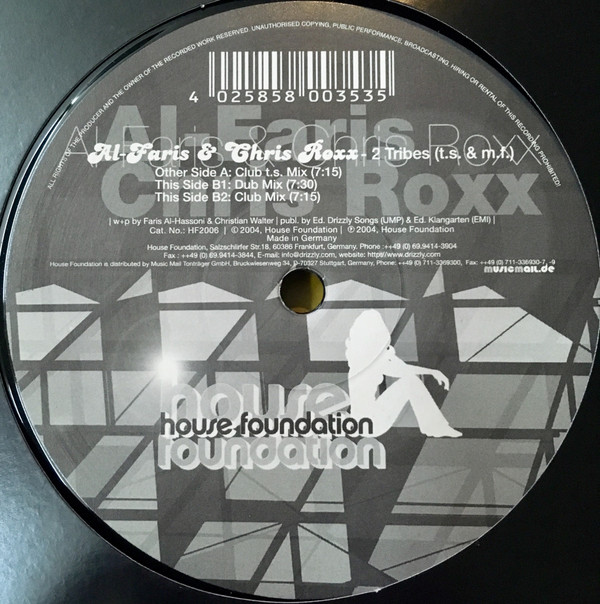 ALL RIGHTS OF THE PRODUCER AND THE OWNER OF THE RECORDED WORK RESERVED. UNAUTHORISED COPYING, PUBLIC PERFORMANCE, BROADCASTING, HIRING OR RENTAL OF THIS RECORDING PROHIBITED!
4 025858 003535
Al-Faris
Al-Faris & Chris Roxx
Al-Faris & Chris Roxx - 2 Tribes (t.s. & m.f.)
Roxx
Other Side A: Club t.s. Mix (7:15)
This Side B1: Dub Mix (7:30)
This Side B2: Club Mix (7:15)
| w+p by Faris Al-Hassoni & Christian Walter | publ. by Ed. Drizzly Songs (UMP) & Ed. Klangarten (EMI) |
Cat. No.: HF2006 | ©2004, House Foundation | ℗2004, House Foundation
Made in Germany
House Foundation, Salzschlirfer Str.18, 60386 Frankfurt, Germany, Phone :++49 (0) 69.9414-3904
Fax : ++49 (0) 69.9414-3844, E-mail: info@drizzly.com, website: http\\www.drizzly.com
House Foundation is distributed by Music Mail Tonträger GmbH, Bruckwiesenweg 34, D-70327 Stuttgart, Germany, Phone: ++49 (0) 711-3369300, Fax: ++49 (0) 711-336930-7, -9
musicmail.de
house
house.foundation
foundation